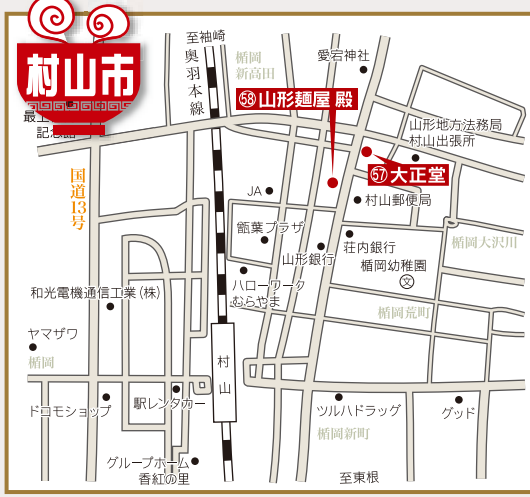 村山市
至袖崎
奥羽本線
楯岡
新高田
愛宕神社
㊽山形麺屋 殿
山形地方法務局
村山出張所
記念館
国道13号
㊼大正堂
JA
村山郵便局
甑葉プラザ
荘内銀行
楯岡大沢川
山形銀行
楯岡幼稚園
文
ハローワーク
むらやま
和光電機通信工業(株)
楯岡荒町
ヤマザワ
楯岡
村山
ドコモショップ
駅レンタカー
ツルハドラッグ
グッド
楯岡新町
グループホーム
香紅の里
至東根